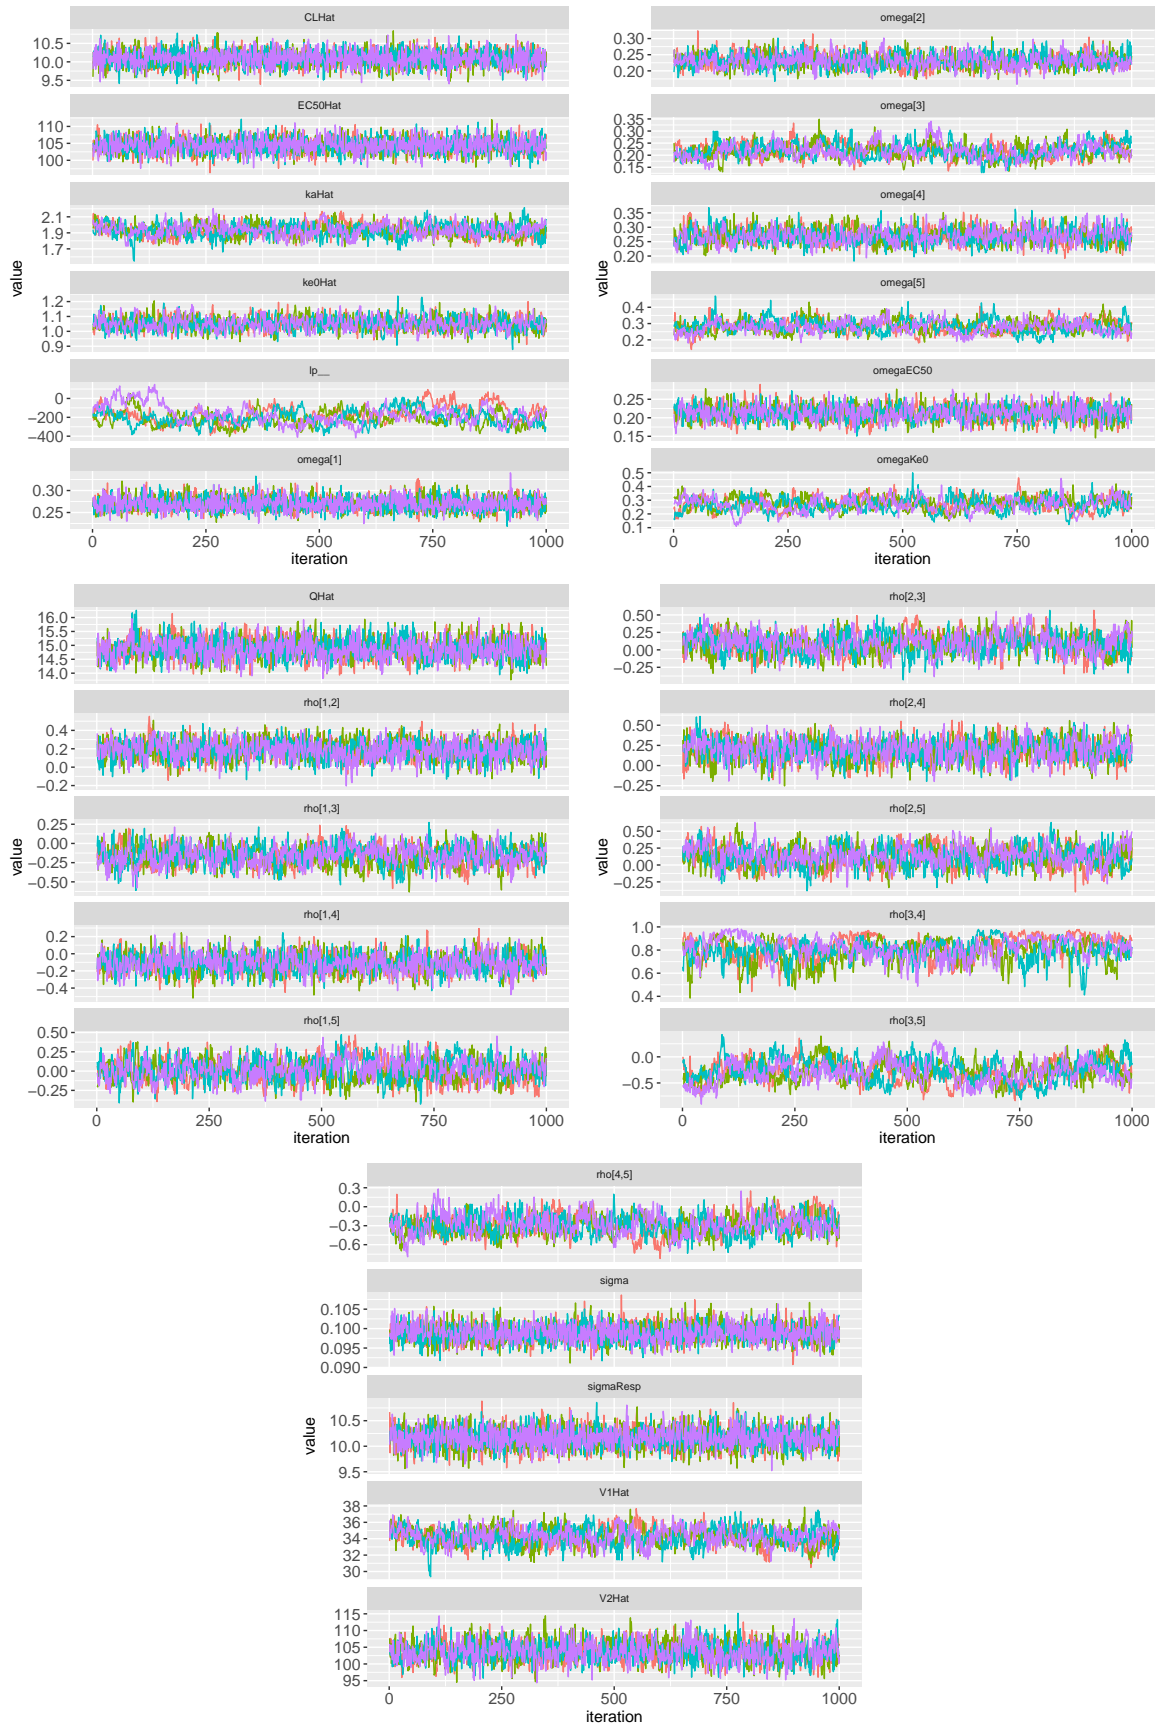 CLHat
10.5
10.0
9.5
EC50Hat
110
105
100
kaHat
2.1
1.9
1.7
ke0Hat
1.2
1.1
1.0
0.9
lp__
0
−200
−400
omega[1]
0.30
0.25
0 250 500 750 1000
iteration
value
omega[2]
0.30
0.25
0.20
omega[3]
0.35
0.30
0.25
0.20
0.15
omega[4]
0.35
0.30
0.25
0.20
omega[5]
0.4
0.3
0.2
omegaEC50
0.25
0.20
0.15
omegaKe0
0.5
0.4
0.3
0.2
0.1
0 250 500 750 1000
iteration
value
QHat
16.0
15.5
15.0
14.5
14.0
rho[1,2]
0.4
0.2
0.0
−0.2
rho[1,3]
0.25
0.00
−0.25
−0.50
rho[1,4]
0.2
0.0
−0.2
−0.4
rho[1,5]
0.50
0.25
0.00
−0.25
0 250 500 750 1000
iteration
value
rho[2,3]
0.50
0.25
0.00
−0.25
rho[2,4]
0.50
0.25
0.00
−0.25
rho[2,5]
0.50
0.25
0.00
−0.25
rho[3,4]
1.0
0.8
0.6
0.4
rho[3,5]
0.0
−0.5
0 250 500 750 1000
iteration
value
rho[4,5]
0.3
0.0
−0.3
−0.6
sigma
0.105
0.100
0.095
0.090
sigmaResp
10.5
10.0
9.5
V1Hat
38
36
34
32
30
V2Hat
115
110
105
100
95
0 250 500 750 1000
iteration
value